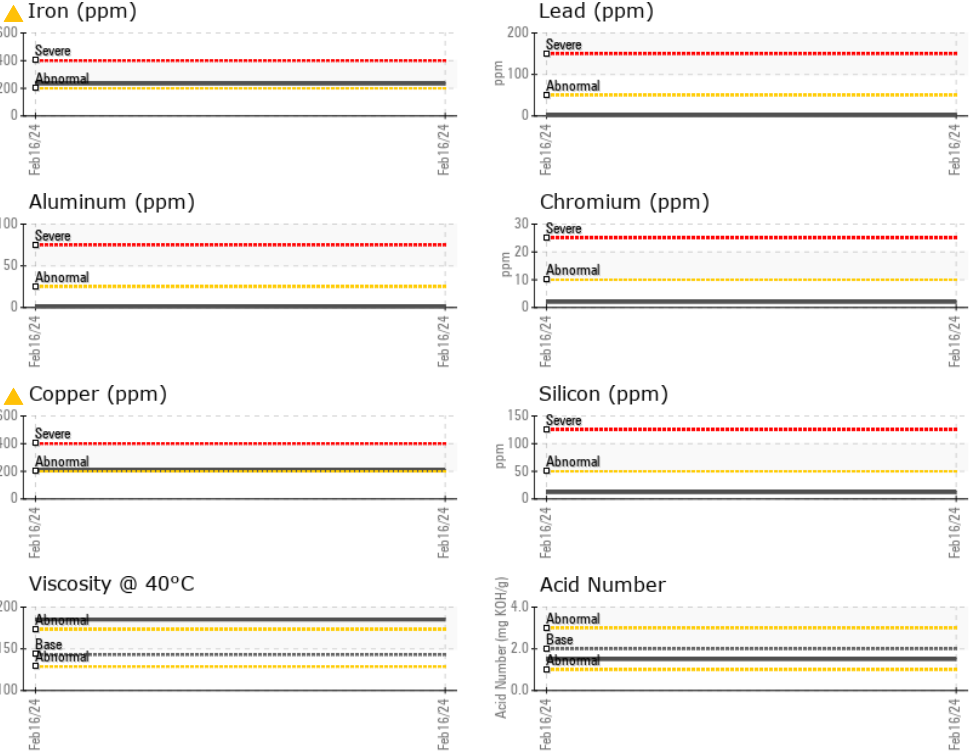 Iron (ppm)
600
400
200
0
Severe
Abnormal
Feb16/24
Feb16/24
Lead (ppm)
ppm
200
100
0
Severe
Abnormal
Feb16/24
Feb16/24
Aluminum (ppm)
100
50
0
Severe
Abnormal
Feb16/24
Feb16/24
Chromium (ppm)
ppm
30
20
10
0
Severe
Abnormal
Feb16/24
Feb16/24
Copper (ppm)
600
400
200
0
Severe
Abnormal
Feb16/24
Feb16/24
Silicon (ppm)
ppm
150
100
50
0
Severe
Abnormal
Feb16/24
Feb16/24
Viscosity @ 40°C
200
150
100
Abnormal
Base
Abnormal
Feb16/24
Feb16/24
Acid Number
Acid Number (mg KOH/g)
4.0
2.0
0.0
Abnormal
Base
Abnormal
Feb16/24
Feb16/24